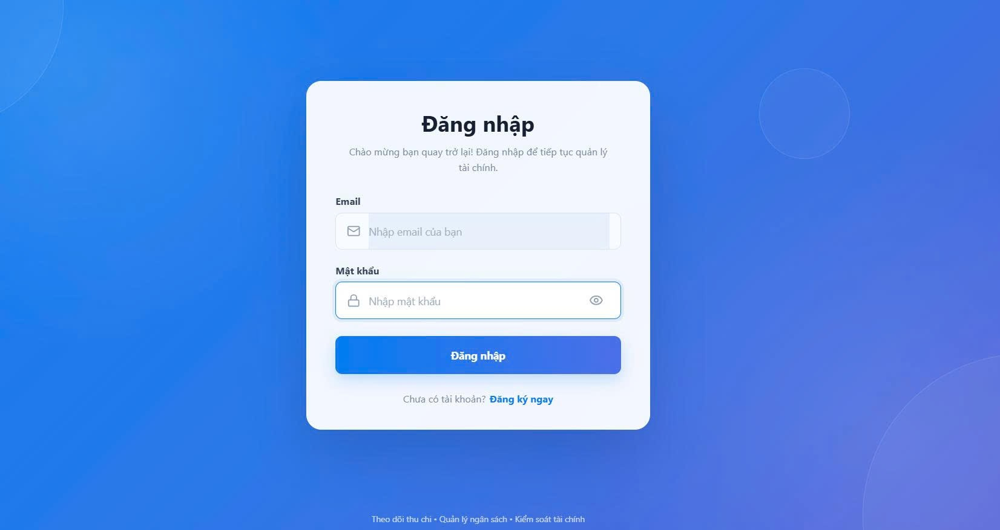 Đăng nhập
Chào mừng bạn quay trở lại! Đăng nhập để tiếp tục quản lý
tài chính.
Email
Nhập email của bạn
Mật khẩu
Nhập mật khẩu
Đăng nhập
Chưa có tài khoản? Đăng ký ngay
Theo dõi thu chi • Quản lý ngân sách • Kiểm soát tài chính